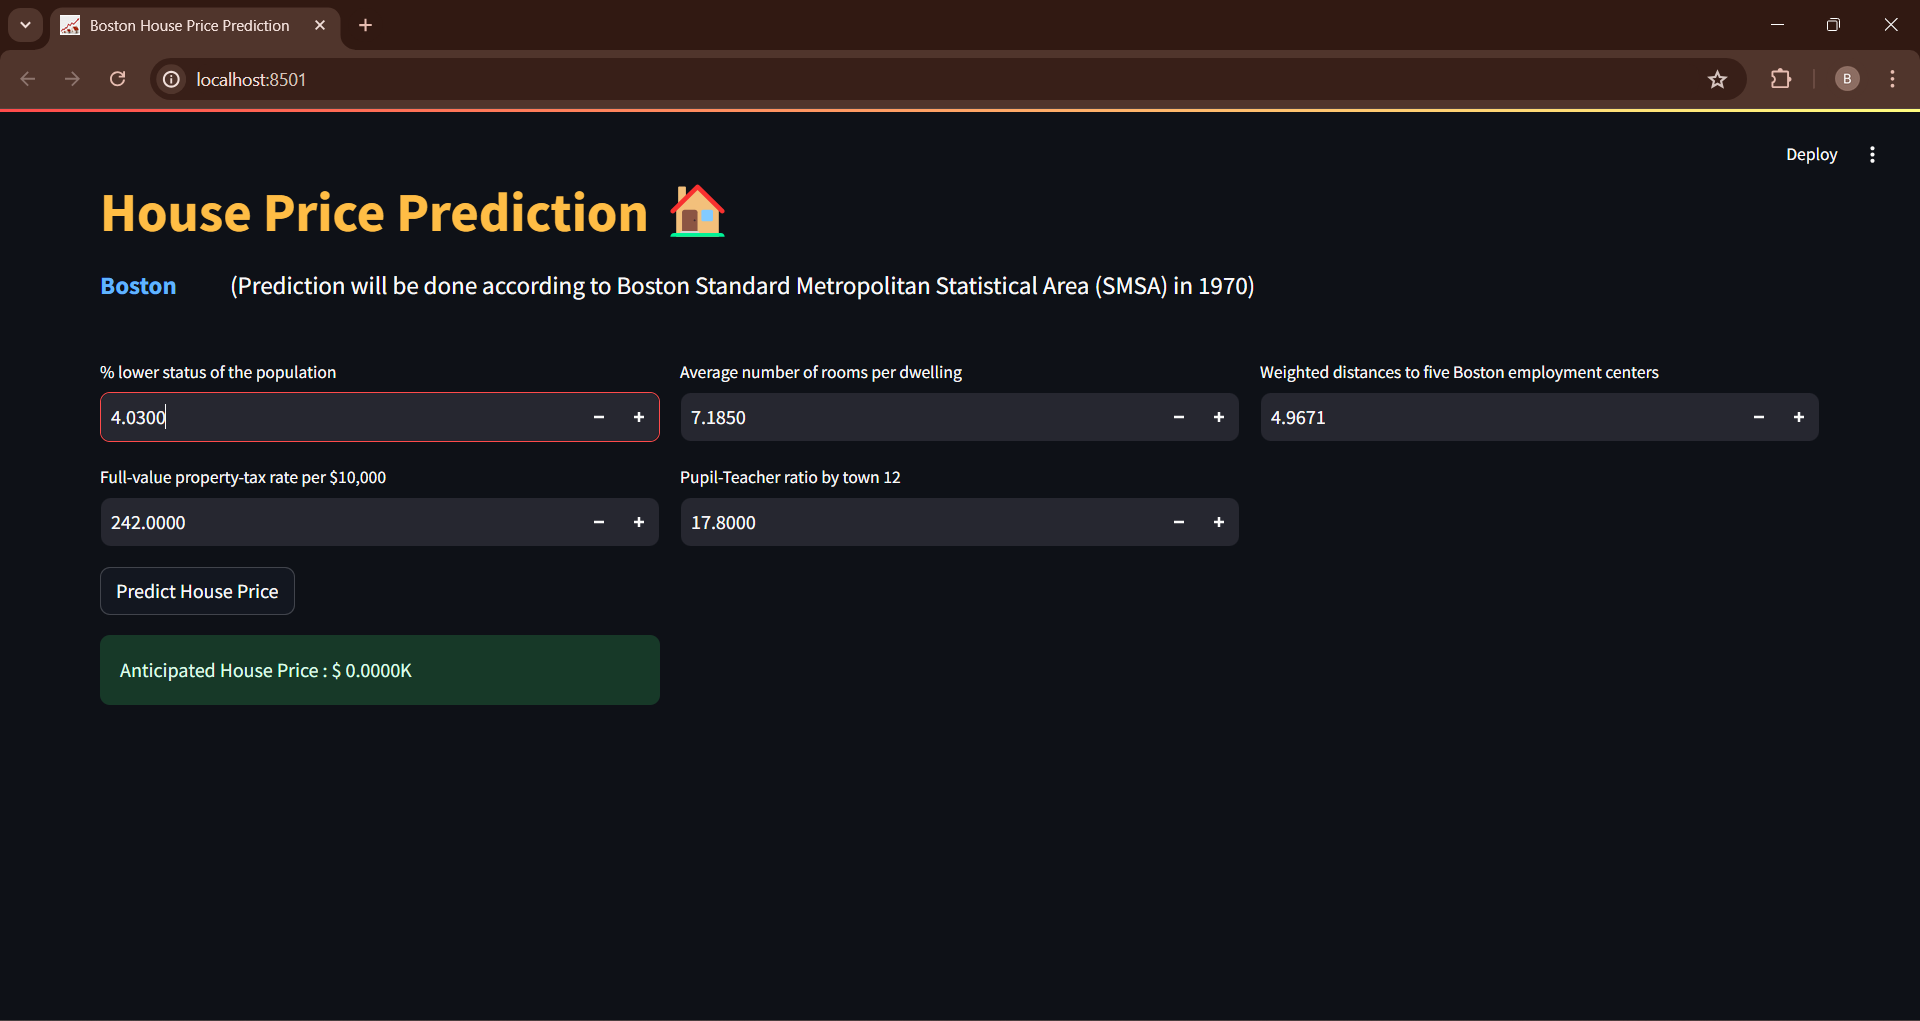 Boston House Price Prediction
localhost:8501
B
Deploy
House Price Prediction
Boston (Prediction will be done according to Boston Standard Metropolitan Statistical Area (SMSA) in 1970)
% lower status of the population
4.0300
Average number of rooms per dwelling
7.1850
Weighted distances to five Boston employment centers
4.9671
Full-value property-tax rate per $10,000
242.0000
Pupil-Teacher ratio by town 12
17.8000
Predict House Price
Anticipated House Price : $ 0.0000K